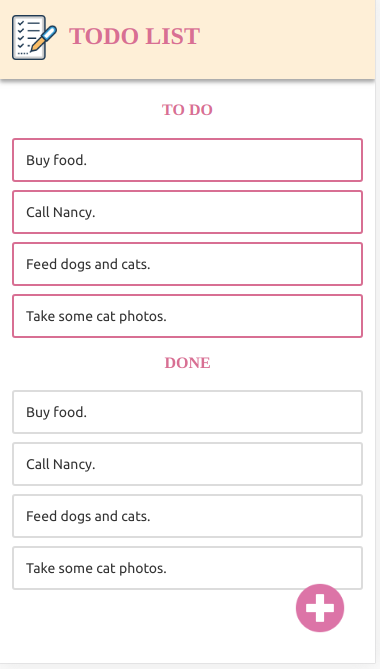 TODO LIST
TO DO
Buy food.
Call Nancy.
Feed dogs and cats.
Take some cat photos.
DONE
Buy food.
Call Nancy.
Feed dogs and cats.
Take some cat photos.